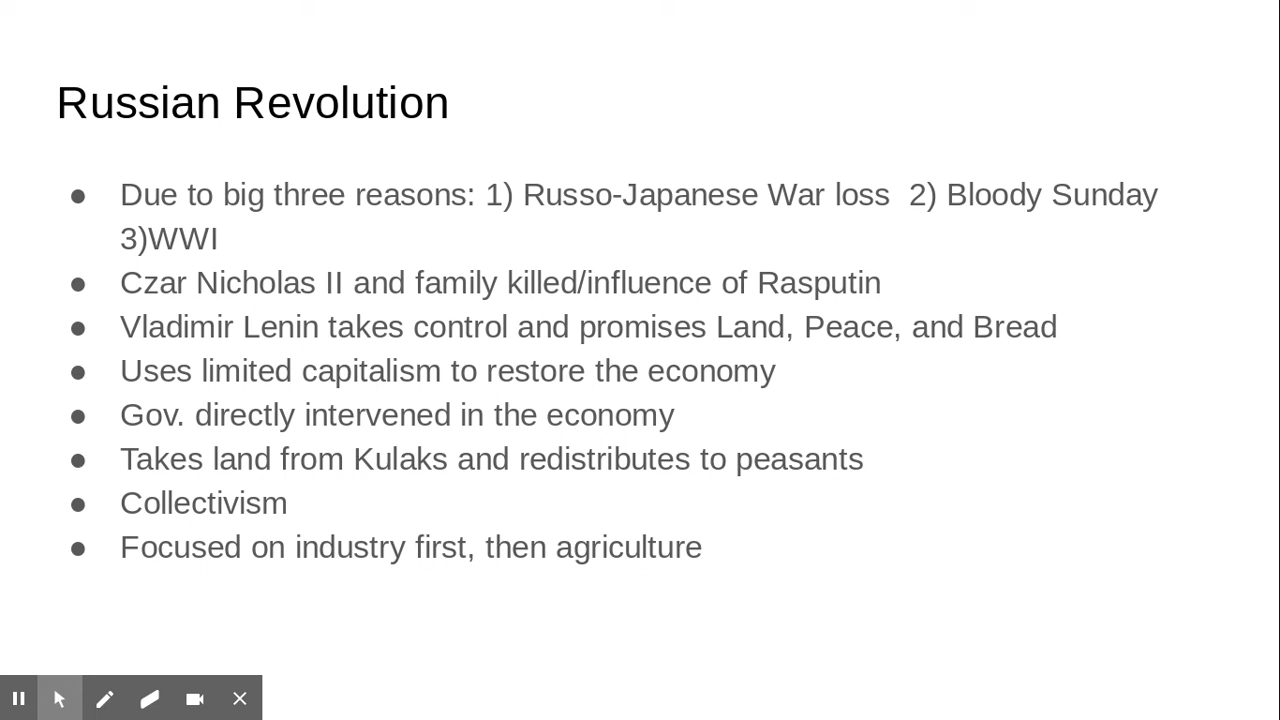 Russian Revolution
● Due to big three reasons: 1) Russo-Japanese War loss  2) Bloody Sunday
3)WWI
● Czar Nicholas II and family killed/influence of Rasputin
● Vladimir Lenin takes control and promises Land, Peace, and Bread
● Uses limited capitalism to restore the economy
● Gov. directly intervened in the economy
● Takes land from Kulaks and redistributes to peasants
● Collectivism
● Focused on industry first, then agriculture